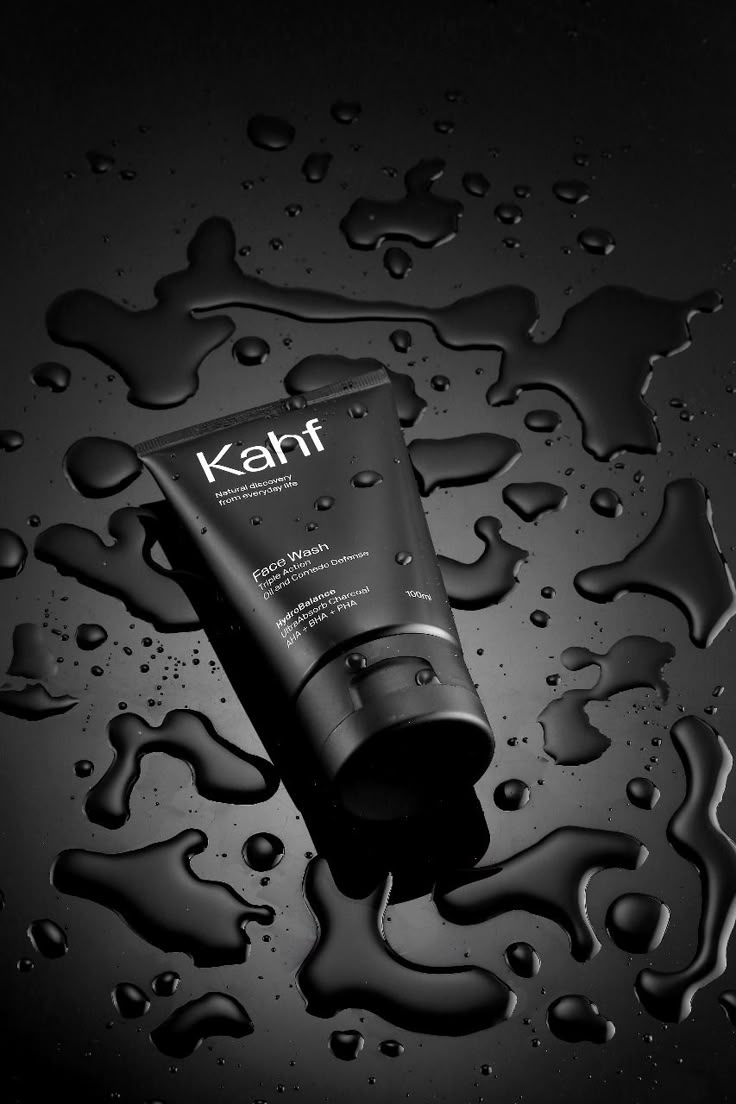 Kahf
Natural discovery
from everyday life
Face Wash
Triple Action
Oil and Comedo Defense
HydroBalance
UltraAbsorb Charcoal
AHA + BHA + PHA
100ml